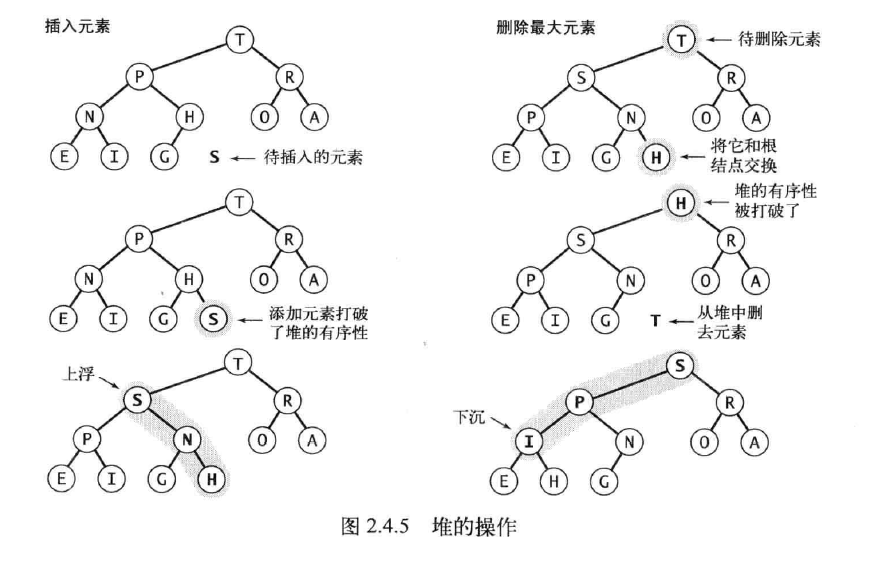 插入元素
T
P R
N H O A
E I G S ← 待插入的元素
T
P R
N H O A
E I G S ← 添加元素打破
了堆的有序性
上浮 T
S R
P N O A
E I G H
删除最大元素
T ← 待删除元素
S R
P N O A
E I G H ← 将它和根
结点交换
H ← 堆的有序性
被打破了
S R
P N O A
E I G T ← 从堆中删
去元素
S
P R
下沉
I N O A
E H G
图 2.4.5 堆的操作